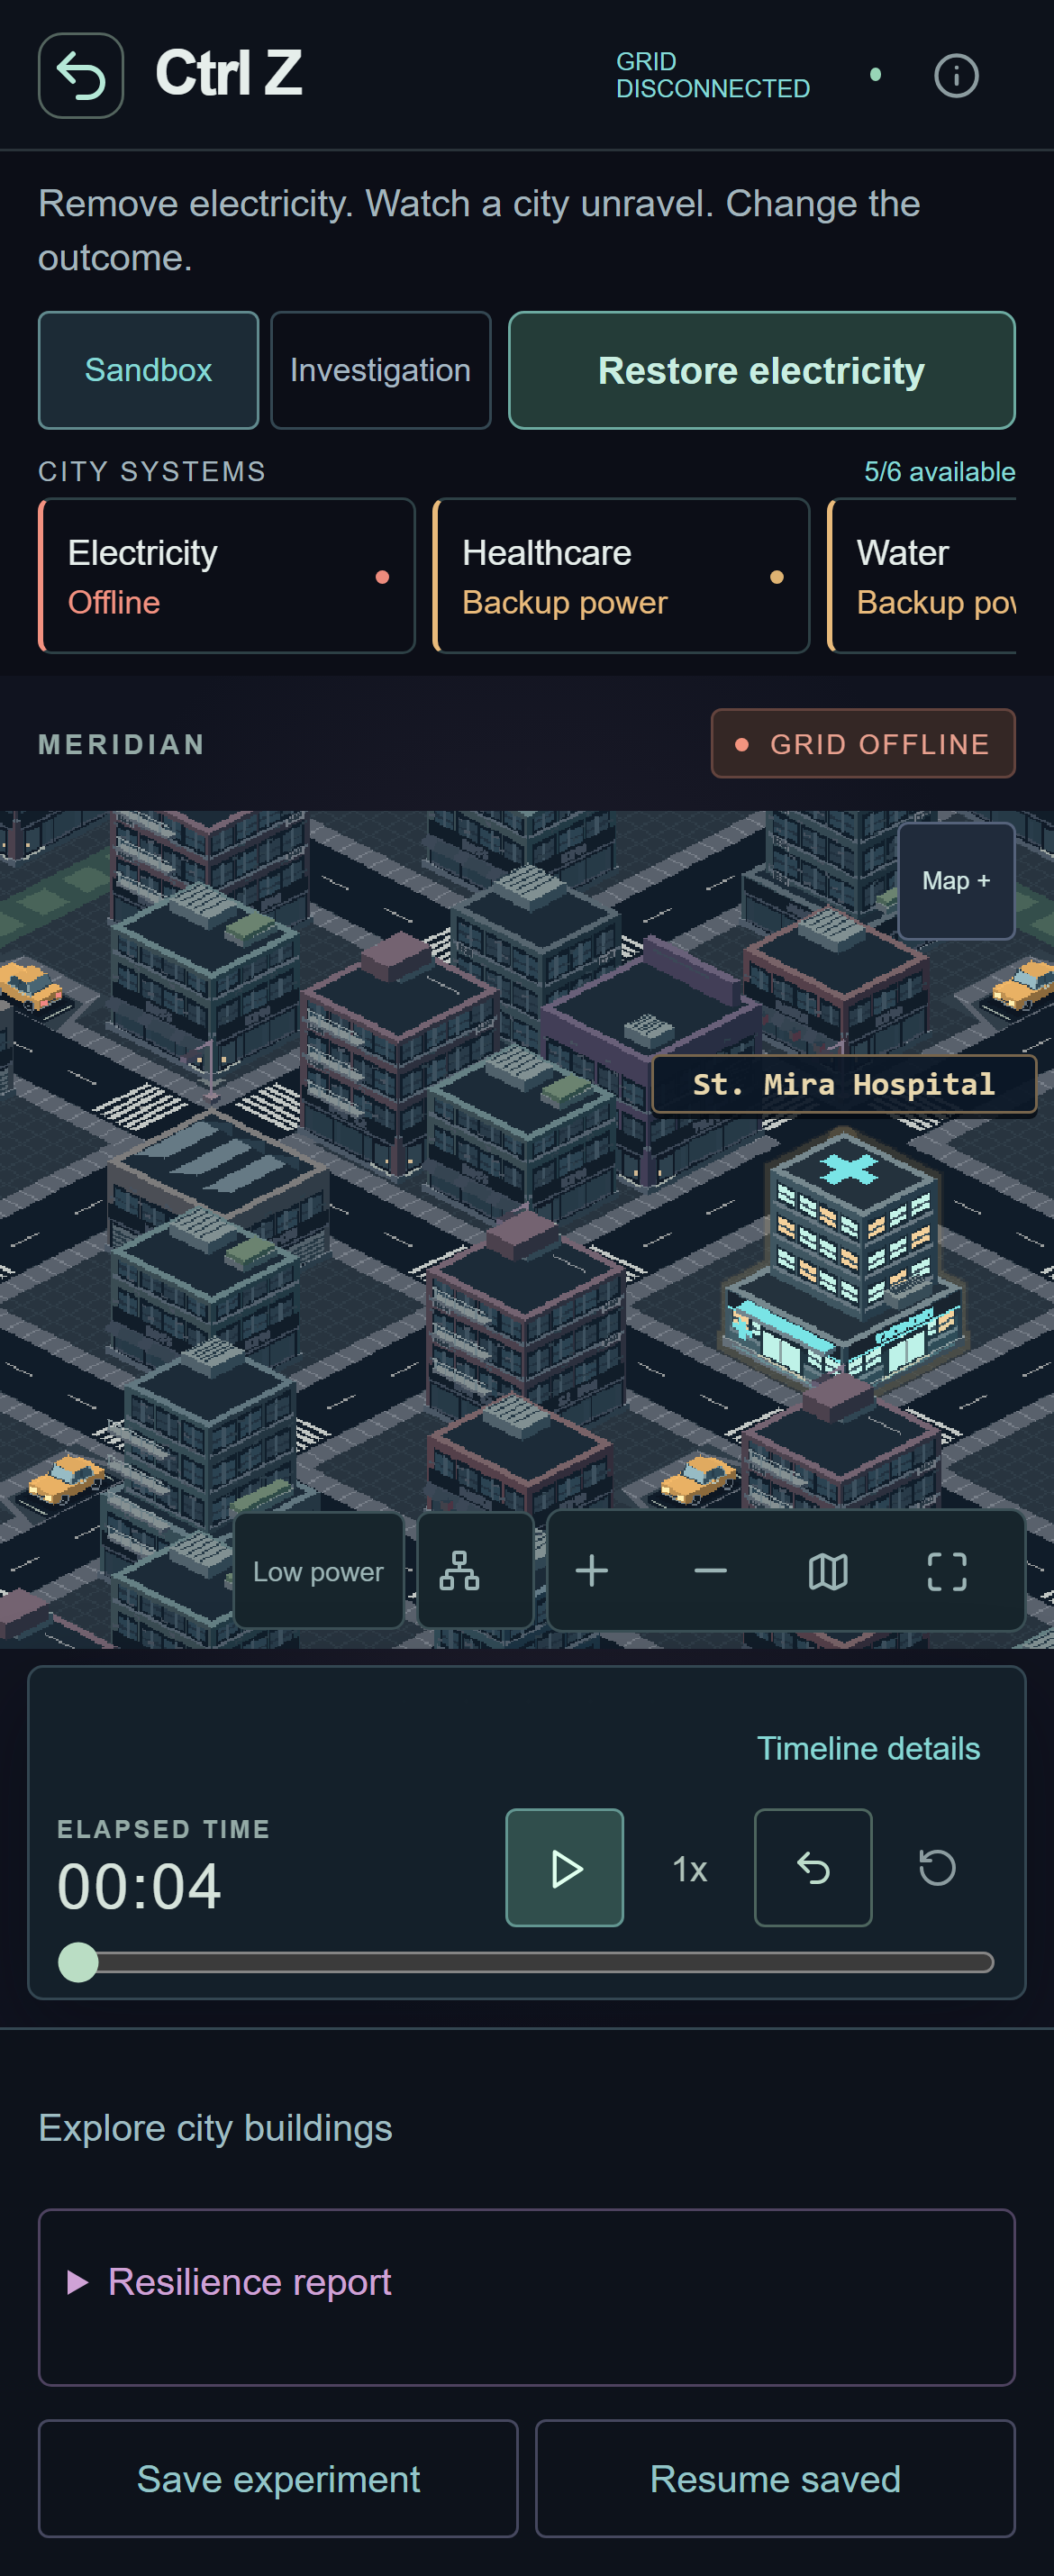 Ctrl Z
GRID
DISCONNECTED
Remove electricity. Watch a city unravel. Change the
outcome.
Sandbox
Investigation
Restore electricity
CITY SYSTEMS
5/6 available
Electricity
Offline
Healthcare
Backup power
Water
Backup pow
MERIDIAN
GRID OFFLINE
Map +
St. Mira Hospital
Low power
Timeline details
ELAPSED TIME
00:04
1x
Explore city buildings
Resilience report
Save experiment
Resume saved